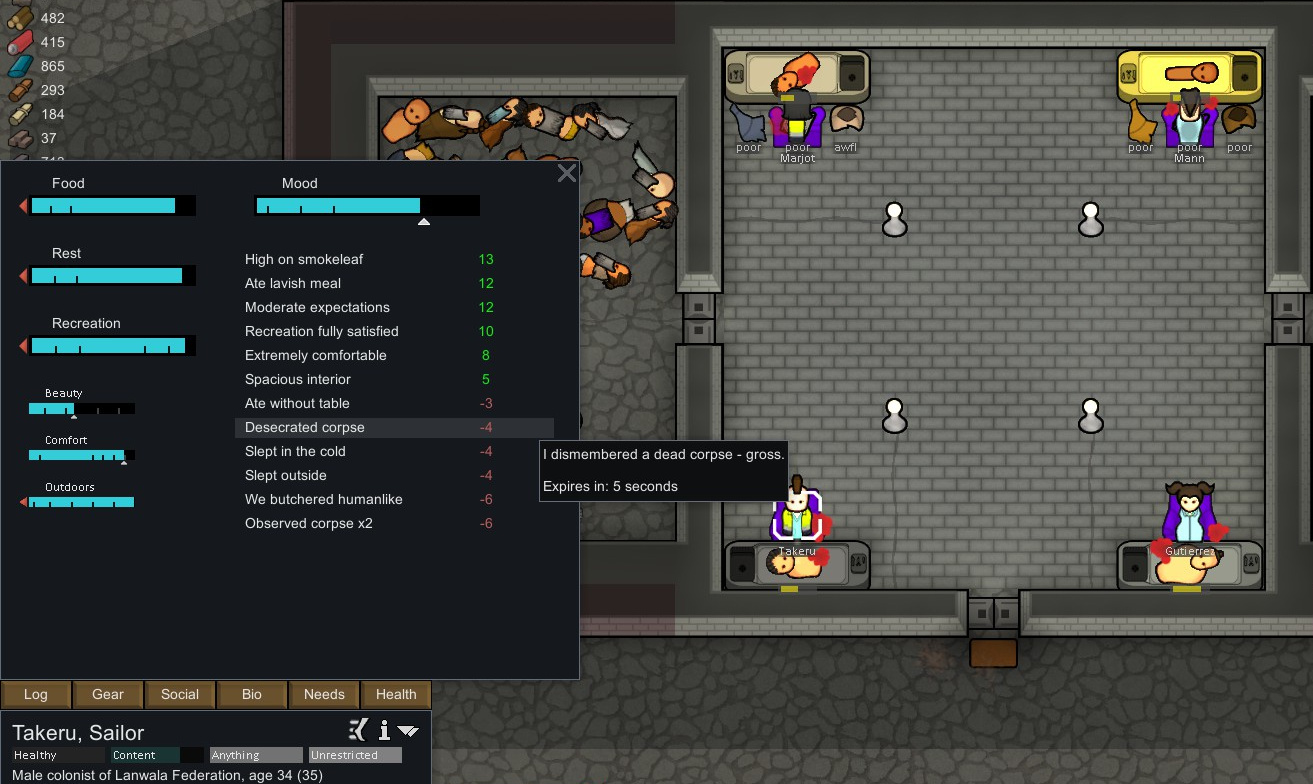 482
415
865
293
184
37
Food
Mood
Rest
Recreation
Beauty
Comfort
Outdoors
High on smokeleaf 13
Ate lavish meal 12
Moderate expectations 12
Recreation fully satisfied 10
Extremely comfortable 8
Spacious interior 5
Ate without table -3
Desecrated corpse -4
Slept in the cold -4
Slept outside -4
We butchered humanlike -6
Observed corpse x2 -6
I dismembered a dead corpse - gross.
Expires in: 5 seconds
poor poor awfl
Marjot
poor poor poor
Mann
Takeru
Gutierrez
Log Gear Social Bio Needs Health
Takeru, Sailor
Healthy Content Anything Unrestricted
Male colonist of Lanwala Federation, age 34 (35)